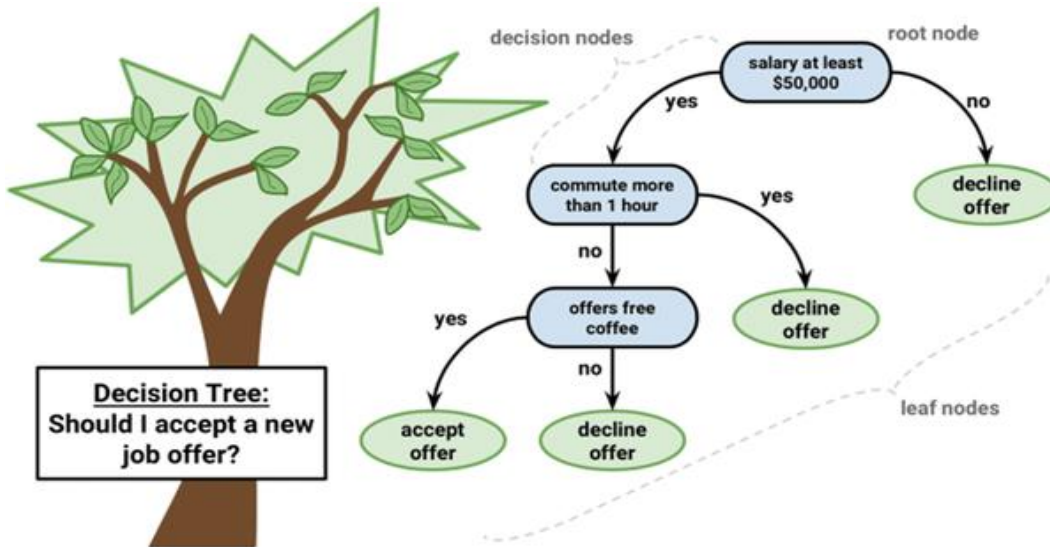 decision nodes
root node
salary at least
$50,000
yes
no
commute more
than 1 hour
decline
offer
yes
no
offers free
coffee
decline
offer
yes
no
Decision Tree:
Should I accept a new
job offer?
accept
offer
decline
offer
leaf nodes